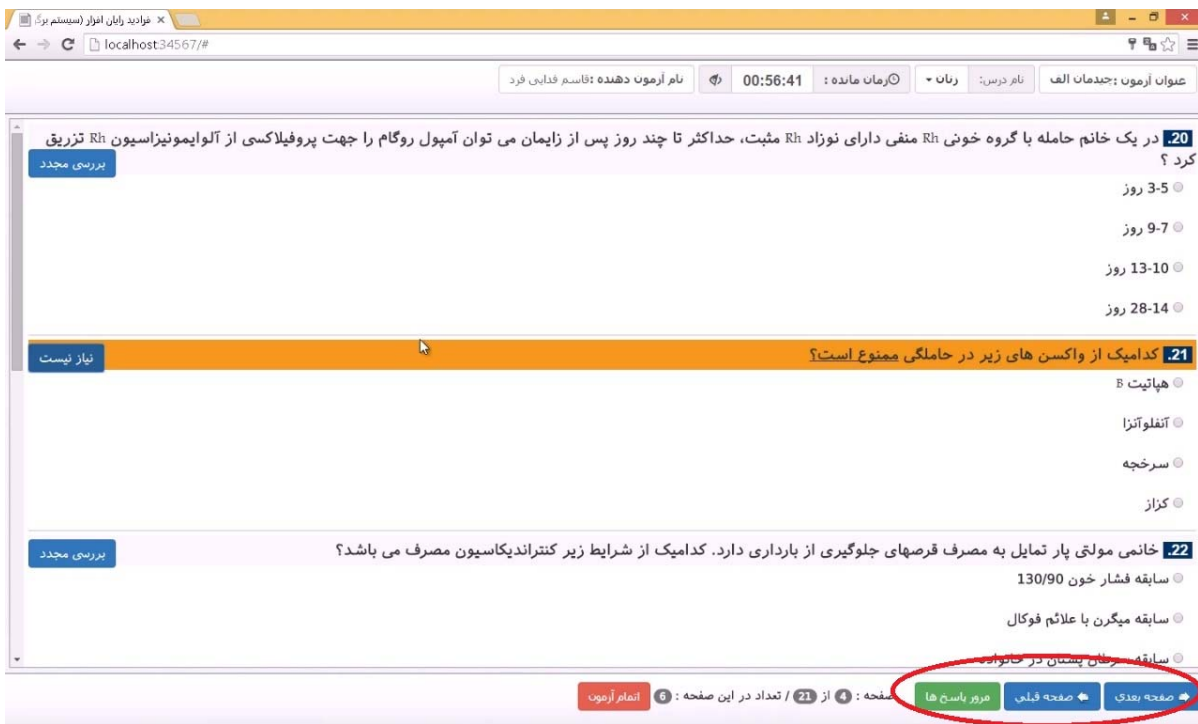 فرادید رایان افزار (سیستم برگ
localhost:34567/#
عنوان آزمون :چیدمان الف نام درس: زنان زمان مانده : 00:56:41 نام آزمون دهنده :قاسم فدایی فرد
20. در یک خانم حامله با گروه خونی Rh منفی دارای نوزاد Rh مثبت، حداکثر تا چند روز پس از زایمان می توان آمپول روگام را جهت پروفیلاکسی از آلوایمونیزاسیون Rh تزریق
کرد ؟ بررسی مجدد
3-5 روز
9-7 روز
13-10 روز
28-14 روز
21. کدامیک از واکسن های زیر در حاملگی ممنوع است؟ نیاز نیست
هپاتیت B
آنفلوآنزا
سرخجه
کزاز
22. خانمی مولتی پار تمایل به مصرف قرصهای جلوگیری از بارداری دارد. کدامیک از شرایط زیر کنتراندیکاسیون مصرف می باشد؟ بررسی مجدد
سابقه فشار خون 130/90
سابقه میگرن با علائم فوکال
سابقه سرطان پستان در خانواده
صفحه بعدی صفحه قبلی مرور پاسخ ها صفحه : 4 از 21 / تعداد در این صفحه : 6 اتمام آزمون